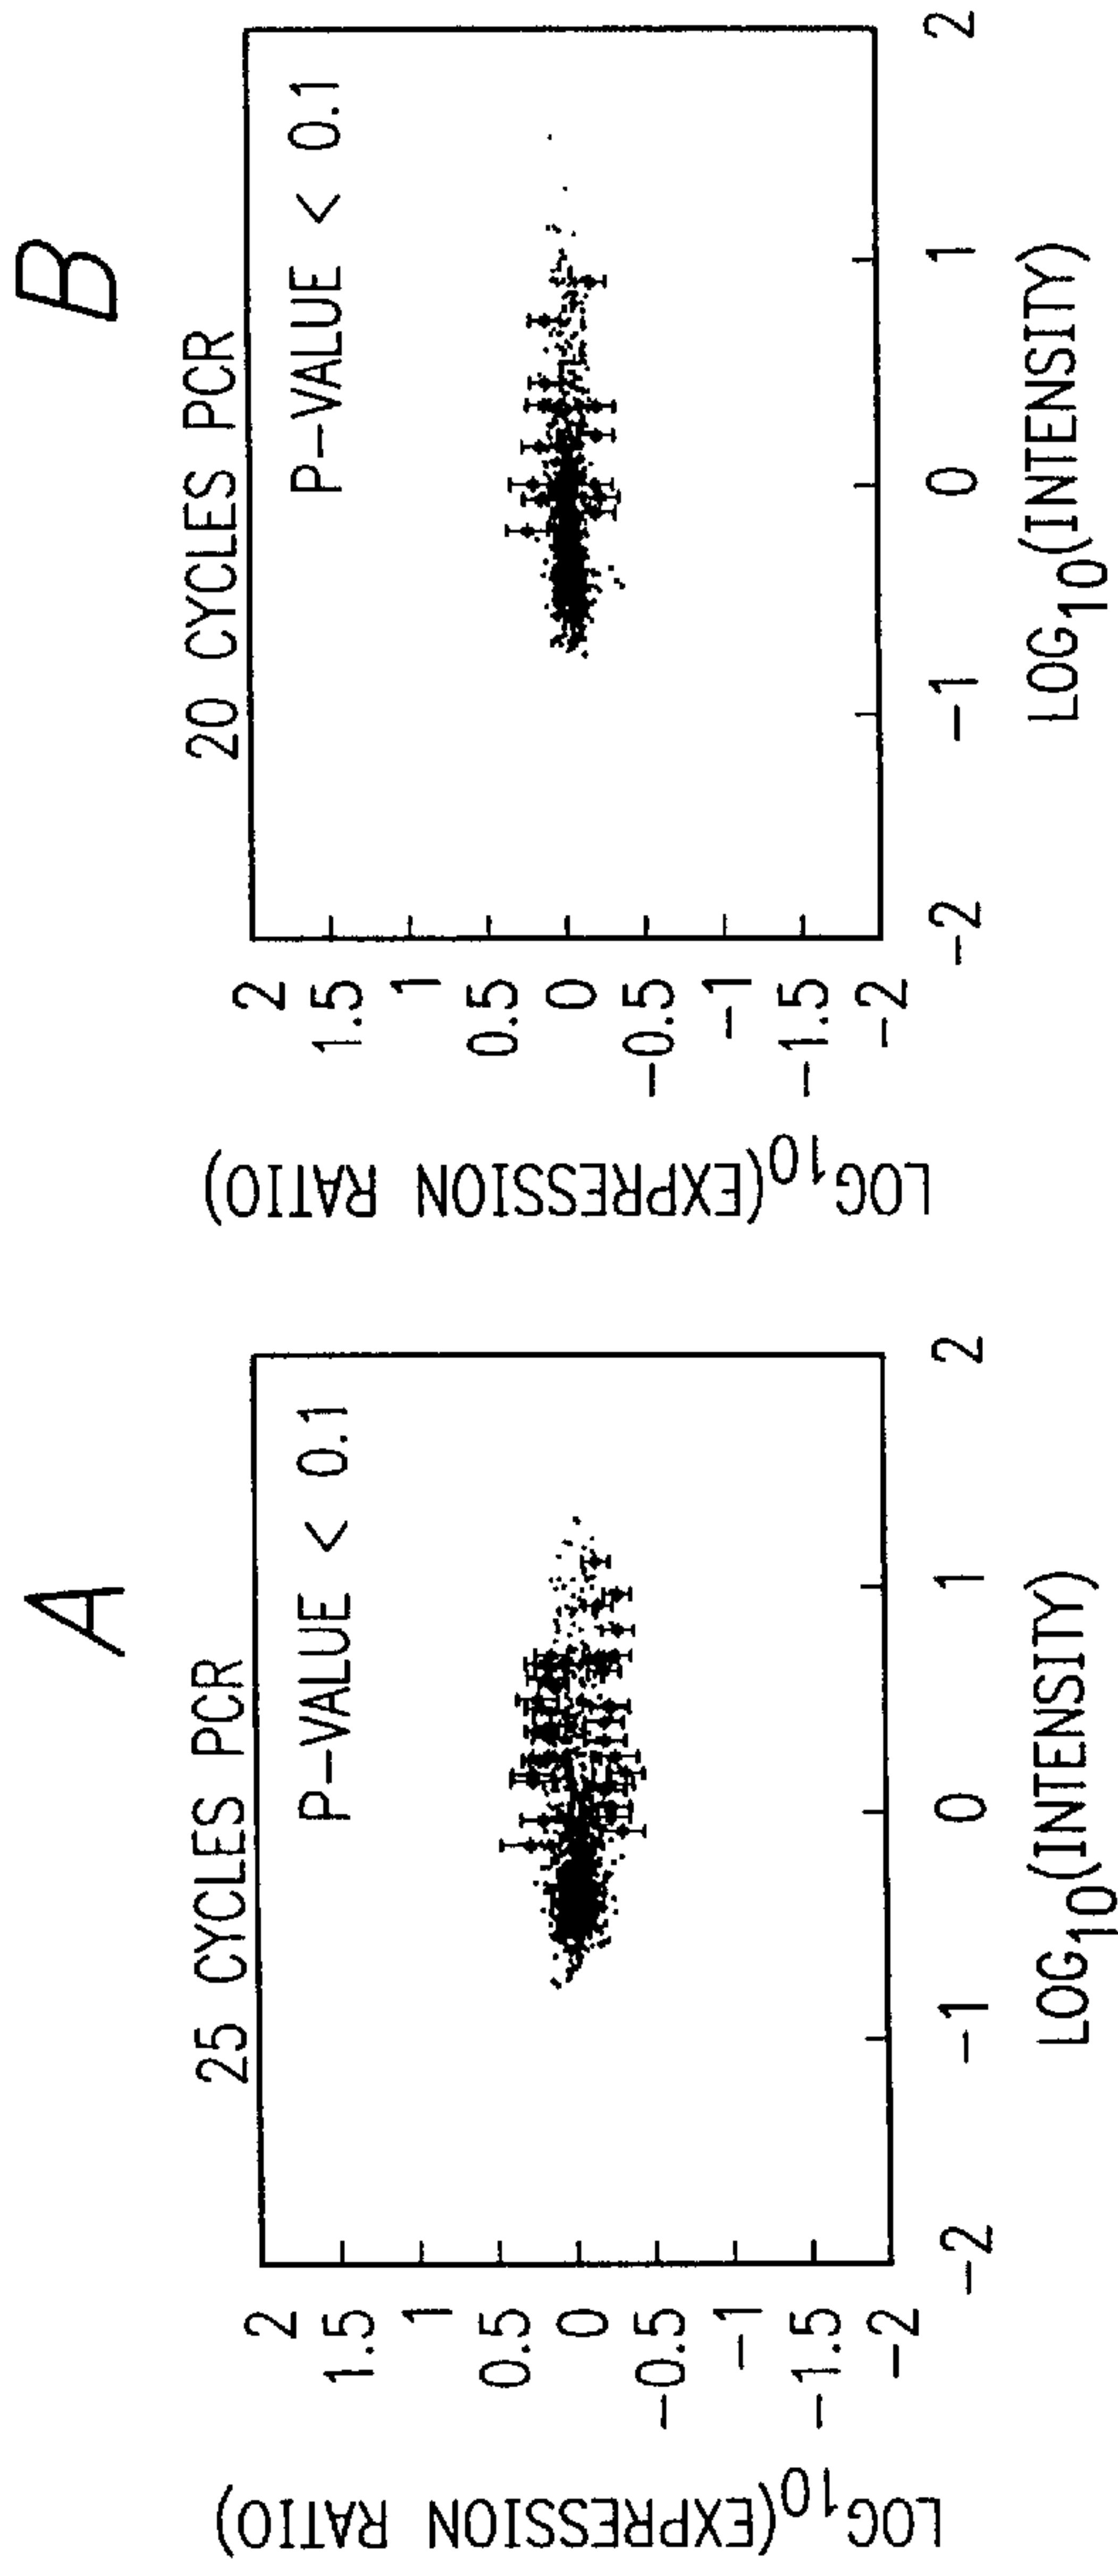 A
25 CYCLES PCR
P-VALUE < 0.1
LOG10(EXPRESSION RATIO)
2
1.5
1
0.5
0
-0.5
-1
-1.5
-2
-2
-1
0
1
2
LOG10(INTENSITY)
B
20 CYCLES PCR
P-VALUE < 0.1
LOG10(EXPRESSION RATIO)
2
1.5
1
0.5
0
-0.5
-1
-1.5
-2
-2
-1
0
1
2
LOG10(INTENSITY)